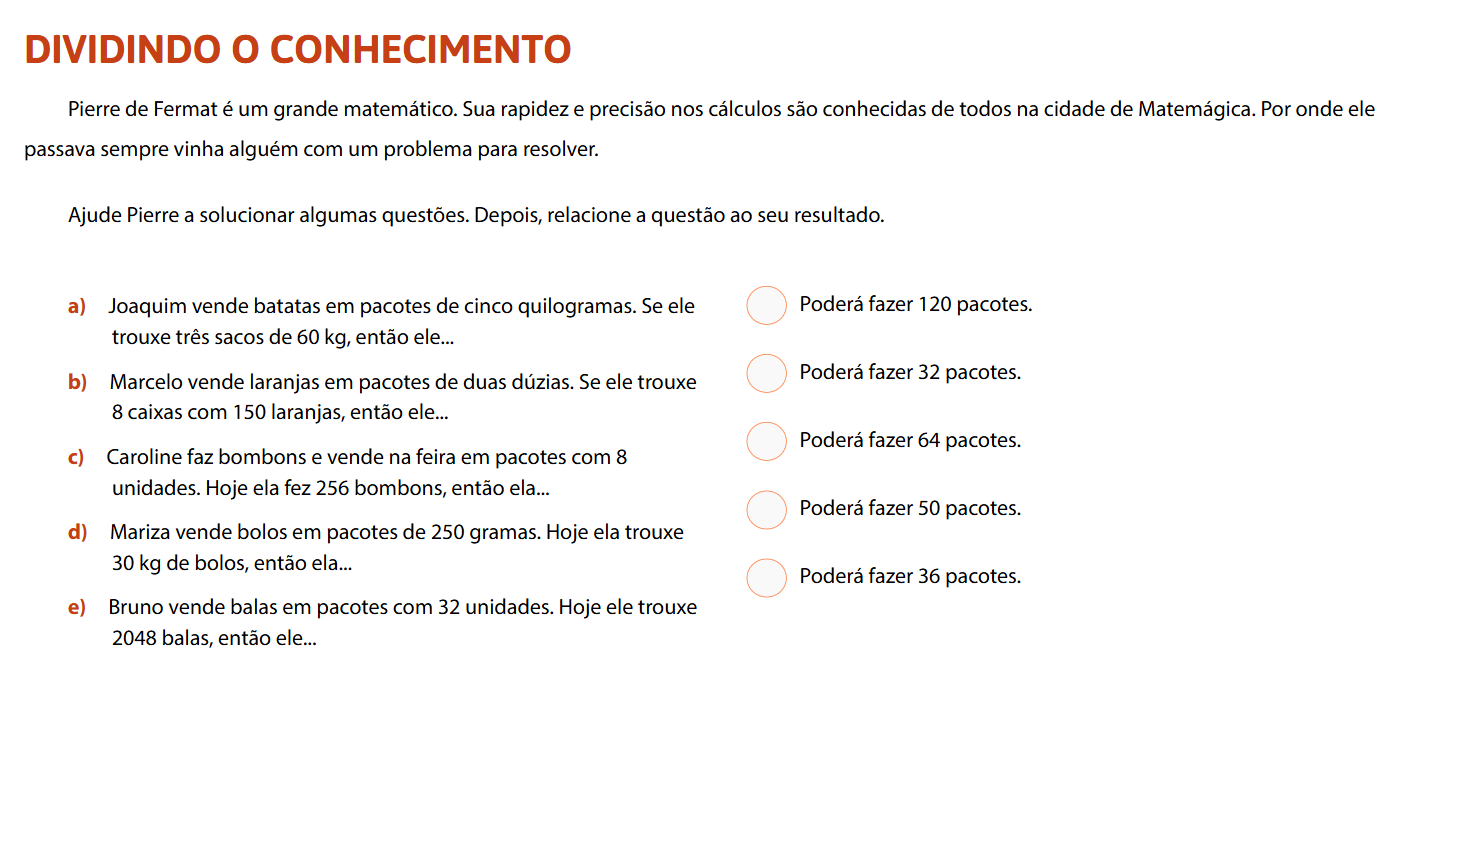 DIVIDINDO O CONHECIMENTO
Pierre de Fermat é um grande matemático. Sua rapidez e precisão nos cálculos são conhecidas de todos na cidade de Matemágica. Por onde ele
passava sempre vinha alguém com um problema para resolver.
Ajude Pierre a solucionar algumas questões. Depois, relacione a questão ao seu resultado.
a) Joaquim vende batatas em pacotes de cinco quilogramas. Se ele
trouxe três sacos de 60 kg, então ele...
b) Marcelo vende laranjas em pacotes de duas dúzias. Se ele trouxe
8 caixas com 150 laranjas, então ele...
c) Caroline faz bombons e vende na feira em pacotes com 8
unidades. Hoje ela fez 256 bombons, então ela...
d) Mariza vende bolos em pacotes de 250 gramas. Hoje ela trouxe
30 kg de bolos, então ela...
e) Bruno vende balas em pacotes com 32 unidades. Hoje ele trouxe
2048 balas, então ele...
Poderá fazer 120 pacotes.
Poderá fazer 32 pacotes.
Poderá fazer 64 pacotes.
Poderá fazer 50 pacotes.
Poderá fazer 36 pacotes.